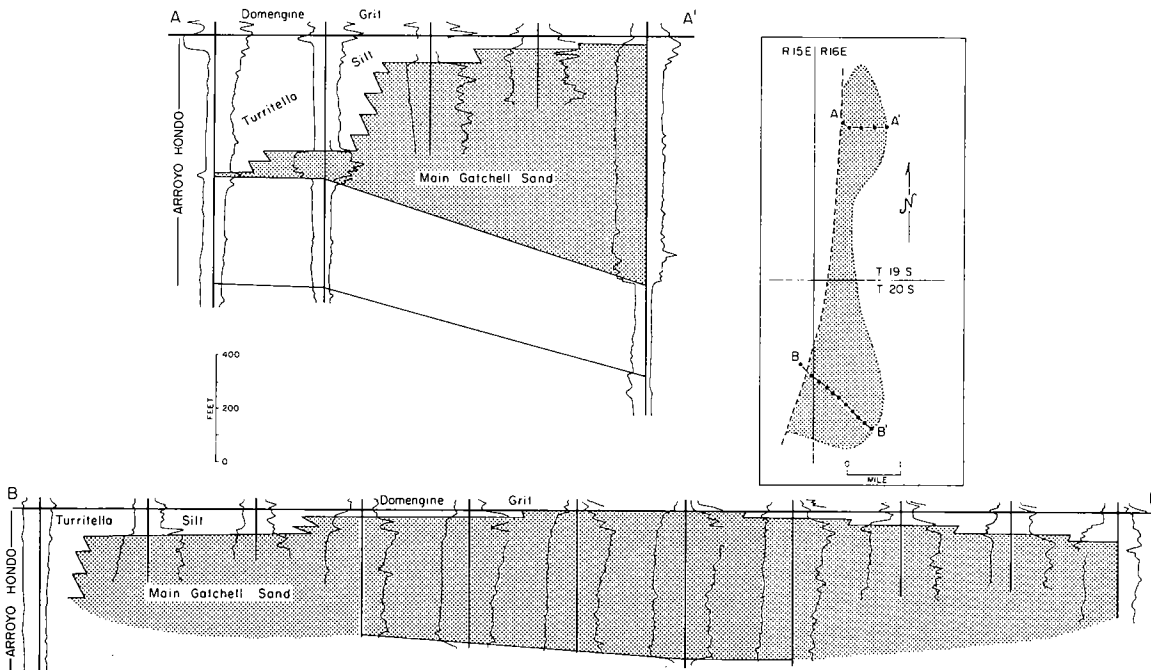 A
Domengine Grit
A'
ARROYO HONDO
Turritella
Silt
Main Gatchell Sand
FEET
400
200
0
R15E R16E
A
A'
N
T 19 S
T 20 S
B
B'
0 1
MILE
B
Domengine Grit
Turritella Silt
Main Gatchell Sand
ARROYO HONDO